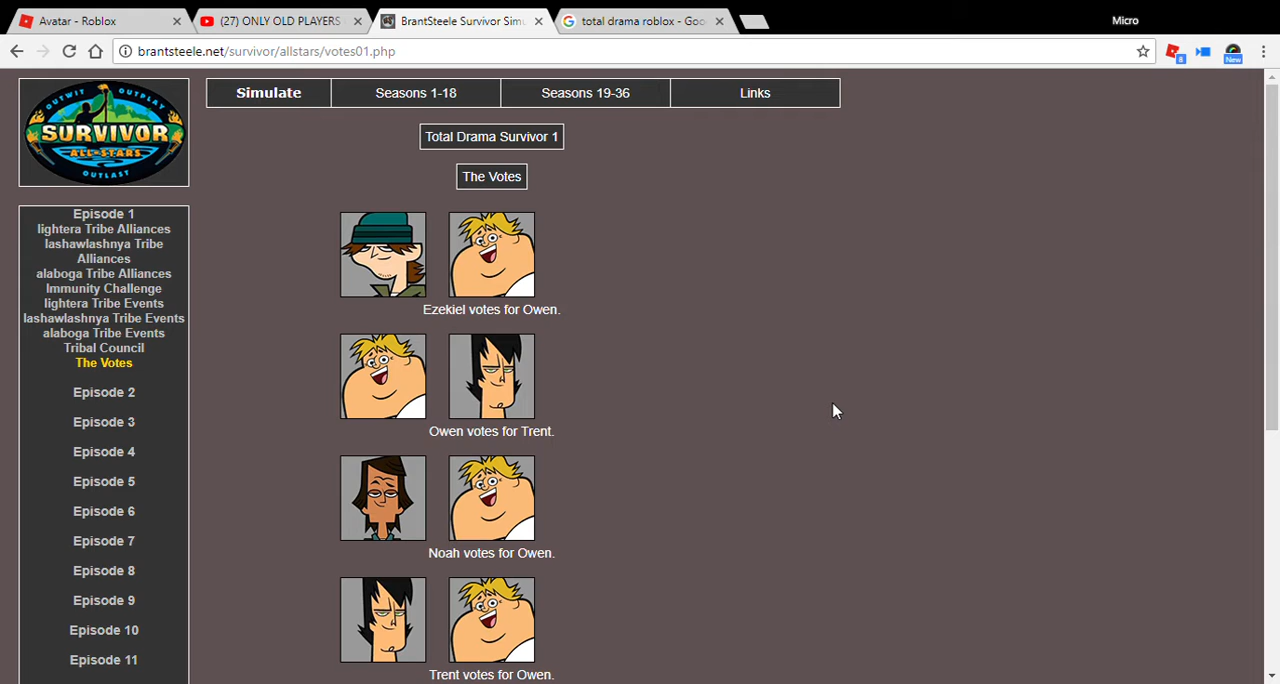 Avatar - Roblox
(27) ONLY OLD PLAYERS
BrantSteele Survivor Simu
total drama roblox - Goo
Micro
brantsteele.net/survivor/allstars/votes01.php
8
New
OUTWIT OUTPLAY
SURVIVOR
ALL-STARS
OUTLAST
Simulate
Seasons 1-18
Seasons 19-36
Links
Total Drama Survivor 1
The Votes
Episode 1
lightera Tribe Alliances
lashawlashnya Tribe
Alliances
alaboga Tribe Alliances
Immunity Challenge
lightera Tribe Events
lashawlashnya Tribe Events
alaboga Tribe Events
Tribal Council
The Votes
Episode 2
Episode 3
Episode 4
Episode 5
Episode 6
Episode 7
Episode 8
Episode 9
Episode 10
Episode 11
Ezekiel votes for Owen.
Owen votes for Trent.
Noah votes for Owen.
Trent votes for Owen.